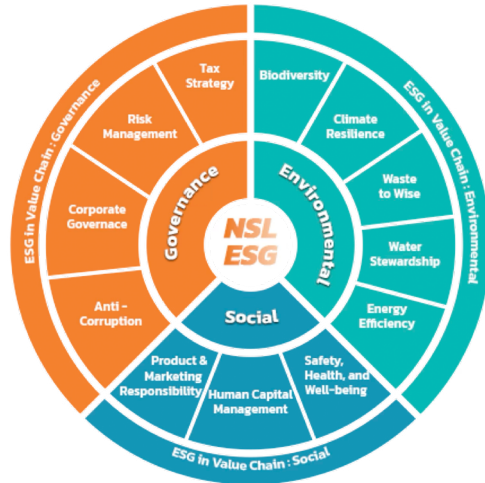 NSL
ESG
Governance
Environmental
Social
Tax
Strategy
Risk
Management
Corporate
Governace
Anti -
Corruption
Biodiversity
Climate
Resilience
Waste
to Wise
Water
Stewardship
Energy
Efficiency
Product &
Marketing
Responsibility
Human Capital
Management
Safety,
Health, and
Well-being
ESG in Value Chain : Governance
ESG in Value Chain : Environmental
ESG in Value Chain : Social